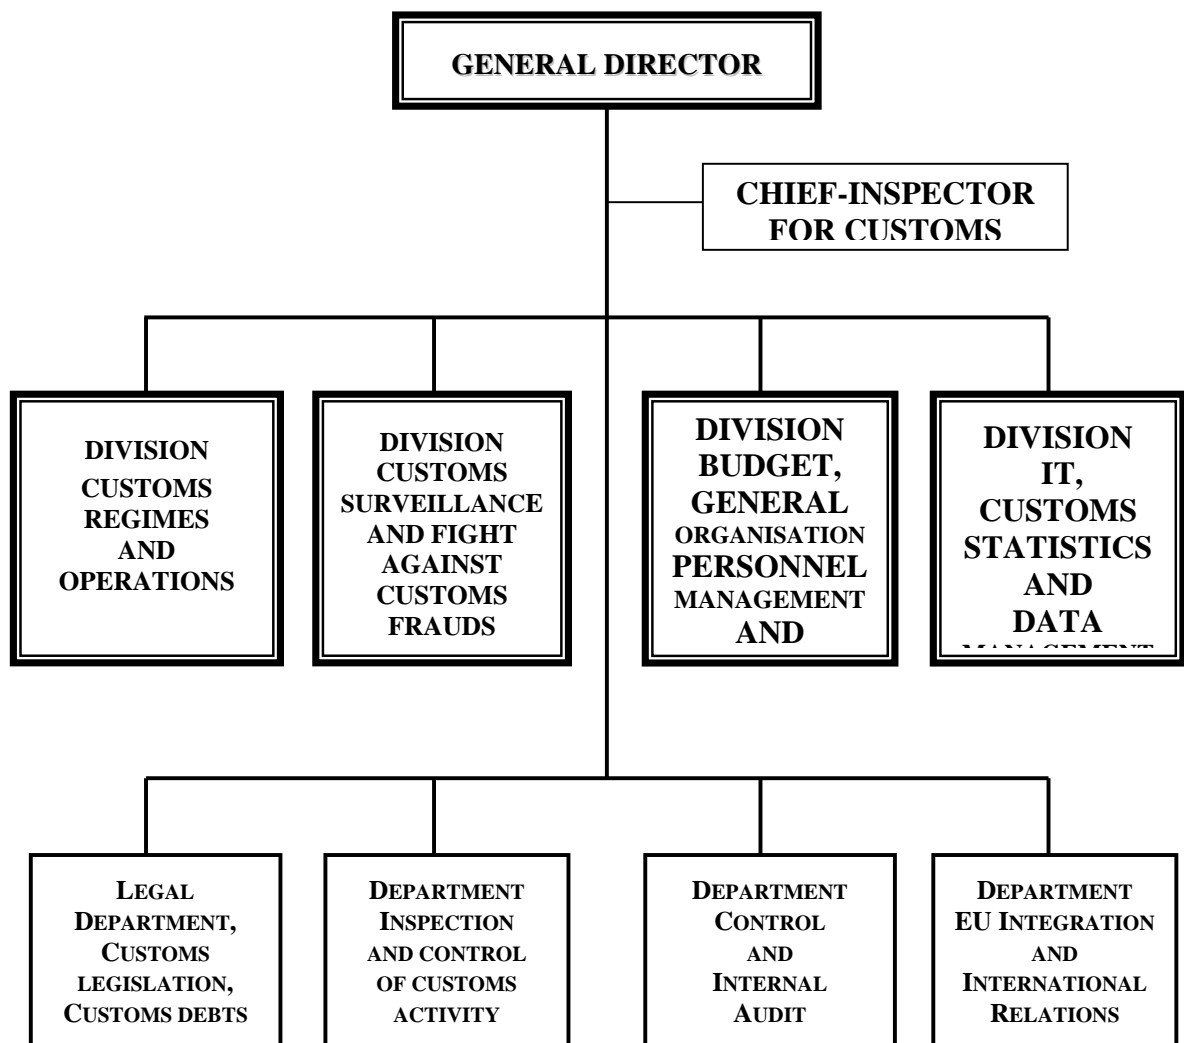 GENERAL DIRECTOR
CHIEF-INSPECTOR
FOR CUSTOMS
DIVISION
CUSTOMS
REGIMES
AND
OPERATIONS
DIVISION
CUSTOMS
SURVEILLANCE
AND FIGHT
AGAINST
CUSTOMS
FRAUDS
DIVISION
BUDGET,
GENERAL
ORGANISATION
PERSONNEL
MANAGEMENT
AND
DIVISION
IT,
CUSTOMS
STATISTICS
AND
DATA
MANAGEMENT
LEGAL
DEPARTMENT,
CUSTOMS
LEGISLATION,
CUSTOMS DEBTS
DEPARTMENT
INSPECTION
AND CONTROL
OF CUSTOMS
ACTIVITY
DEPARTMENT
CONTROL
AND
INTERNAL
AUDIT
DEPARTMENT
EU INTEGRATION
AND
INTERNATIONAL
RELATIONS